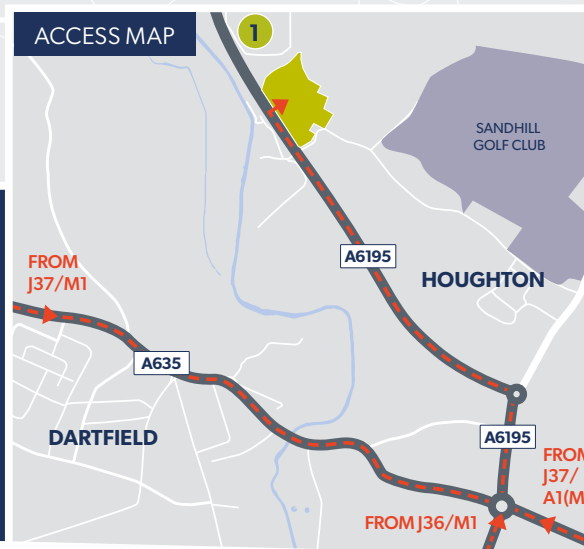 ACCESS MAP
1
SANDHILL
GOLF CLUB
A6195
FROM
J37/M1
HOUGHTON
A635
DARTFIELD
A6195
FROM
J37/
A1(M
FROM J36/M1